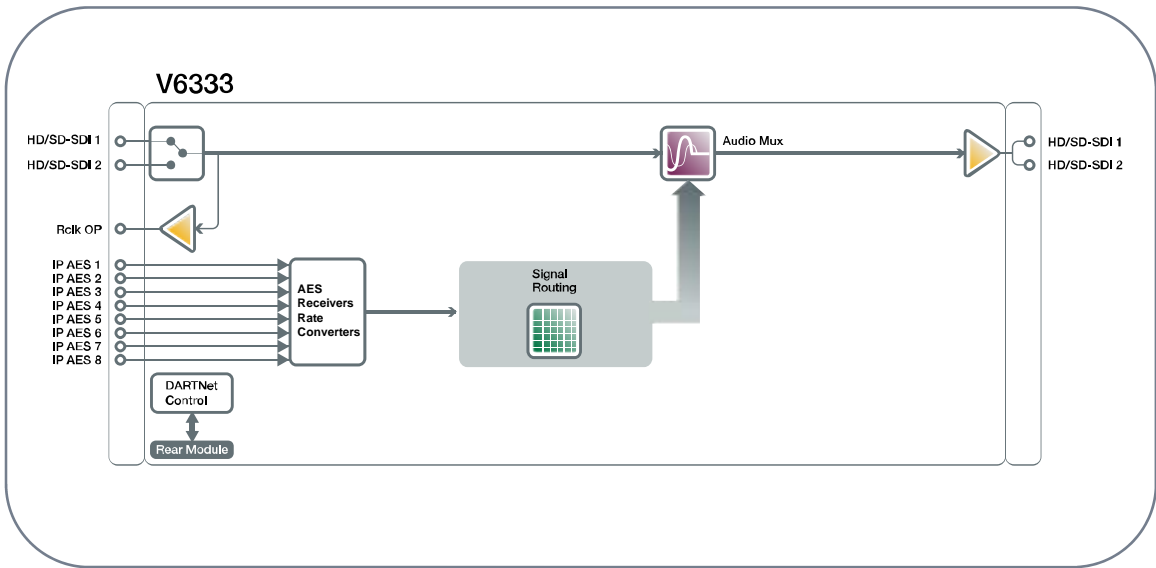 V6333
HD/SD-SDI 1
HD/SD-SDI 2
Rclk OP
IP AES 1
IP AES 2
IP AES 3
IP AES 4
IP AES 5
IP AES 6
IP AES 7
IP AES 8
AES
Receivers
Rate
Converters
Signal
Routing
Audio Mux
HD/SD-SDI 1
HD/SD-SDI 2
DARTNet
Control
Rear Module